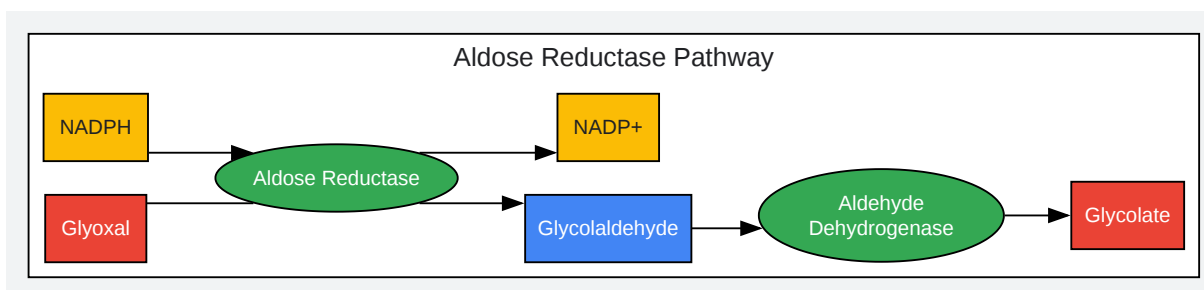 Aldose Reductase Pathway
NADPH
NADP+
Aldose Reductase
Glyoxal
Glycolaldehyde
Aldehyde
Dehydrogenase
Glycolate